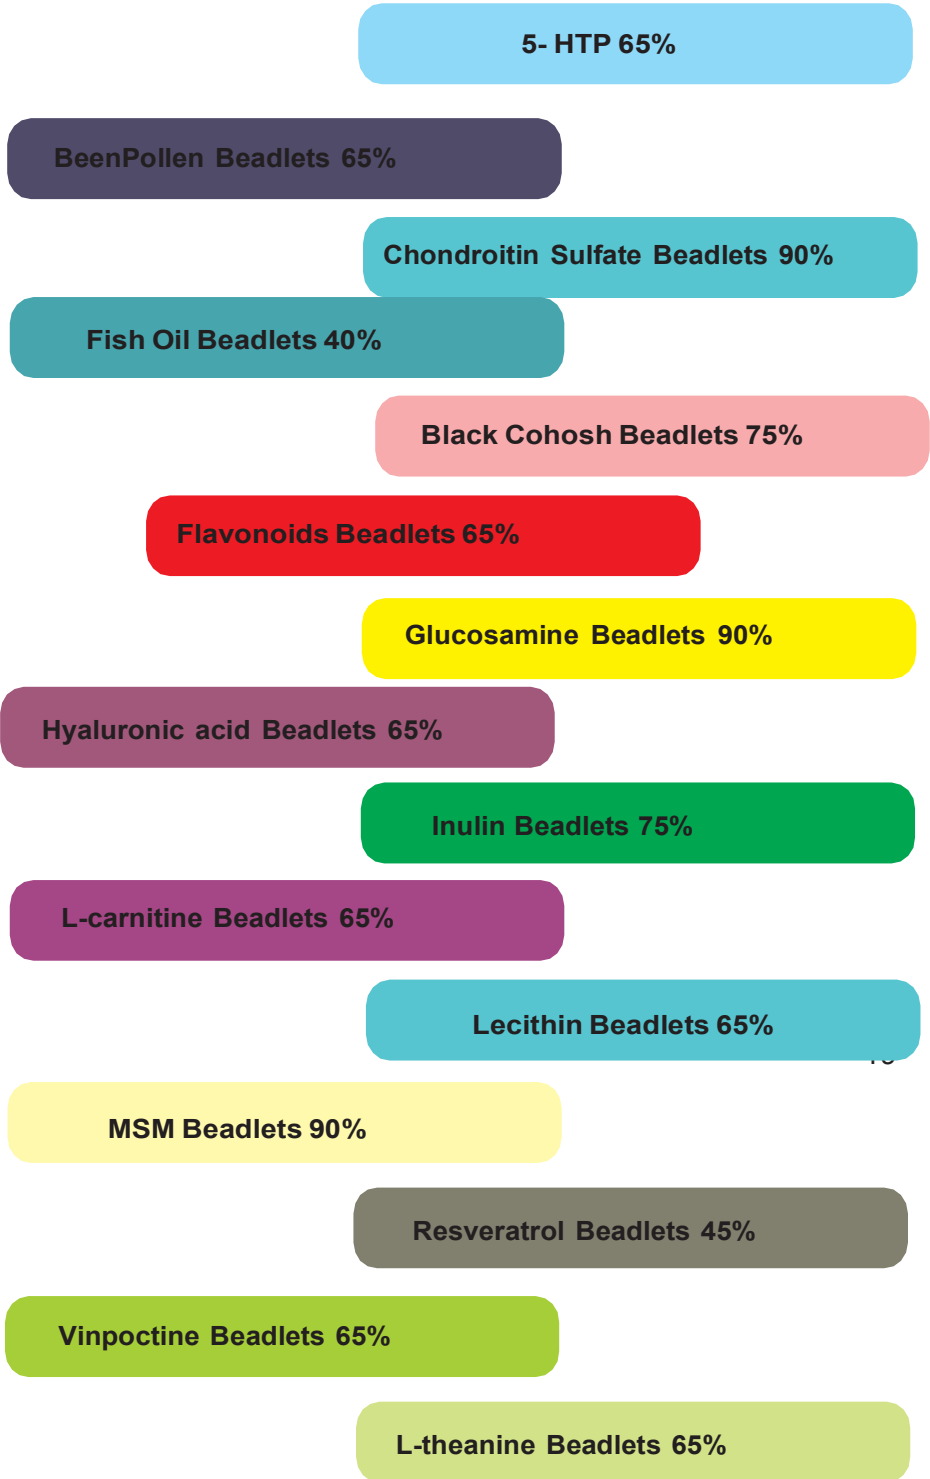 5- HTP 65%
BeenPollen Beadlets 65%
Chondroitin Sulfate Beadlets 90%
Fish Oil Beadlets 40%
Black Cohosh Beadlets 75%
Flavonoids Beadlets 65%
Glucosamine Beadlets 90%
Hyaluronic acid Beadlets 65%
Inulin Beadlets 75%
L-carnitine Beadlets 65%
Lecithin Beadlets 65%
MSM Beadlets 90%
Resveratrol Beadlets 45%
Vinpoctine Beadlets 65%
L-theanine Beadlets 65%